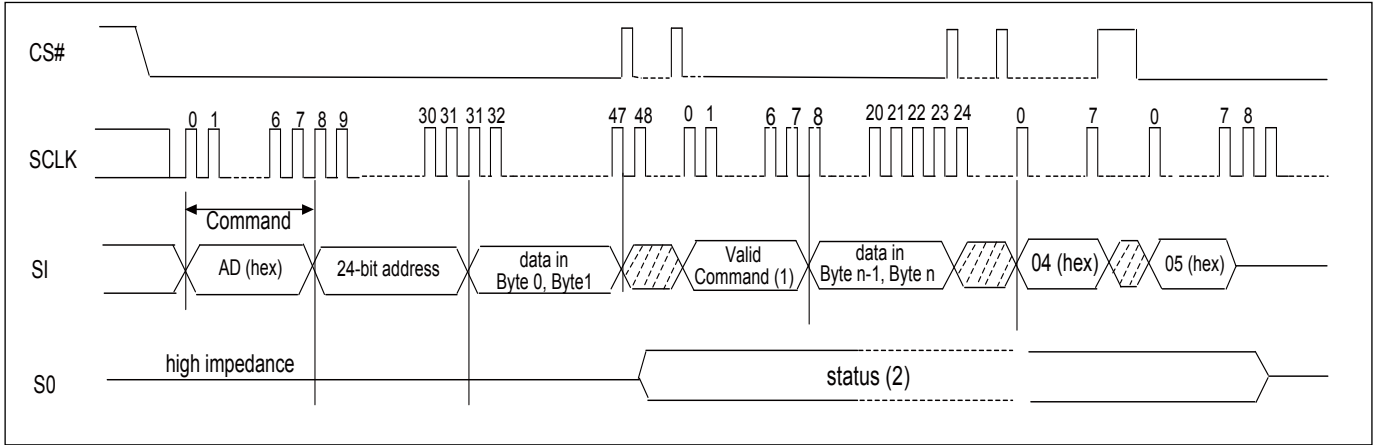 CS#
0 1 6 7 8 9 30 31 31 32 47 48 0 1 6 7 8 20 21 22 23 24 0 7 0 7 8
SCLK
Command
SI
AD (hex)
24-bit address
data in
Byte 0, Byte1
Valid
Command (1)
data in
Byte n-1, Byte n
04 (hex)
05 (hex)
high impedance
S0
status (2)